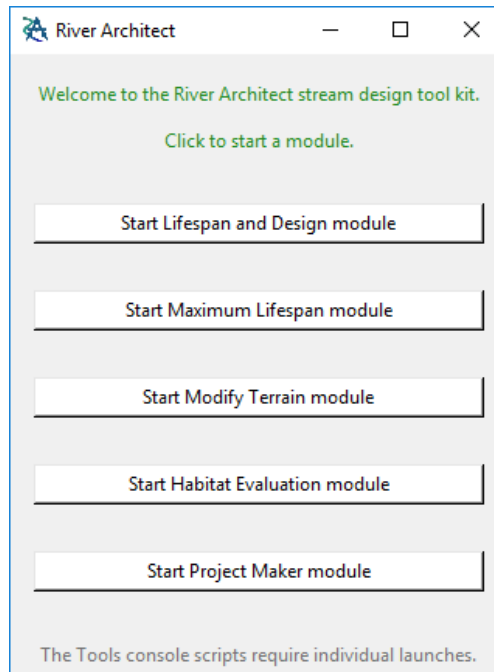 River Architect
Welcome to the River Architect stream design tool kit.
Click to start a module.
Start Lifespan and Design module
Start Maximum Lifespan module
Start Modify Terrain module
Start Habitat Evaluation module
Start Project Maker module
The Tools console scripts require individual launches.